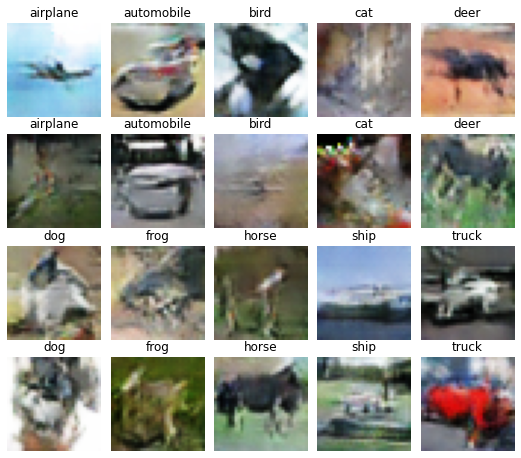 airplane automobile bird cat deer
airplane automobile bird cat deer
dog frog horse ship truck
dog frog horse ship truck